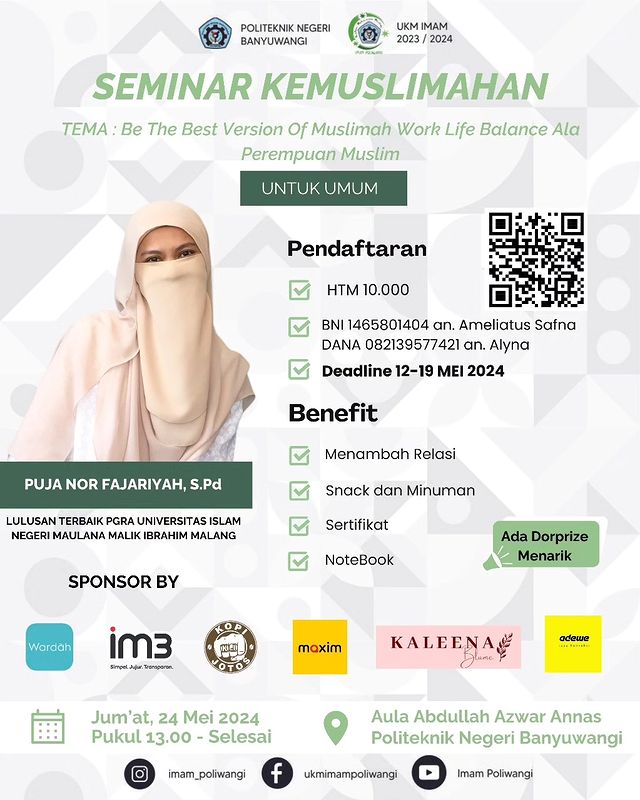 POLITEKNIK NEGERI
BANYUWANGI
UKM IMAM
2023 / 2024
SEMINAR KEMUSLIMAHAN
TEMA : Be The Best Version Of Muslimah Work Life Balance Ala
Perempuan Muslim
UNTUK UMUM
Pendaftaran
HTM 10.000
BNI 1465801404 an. Ameliatus Safna
DANA 082139577421 an. Alyna
Deadline 12-19 MEI 2024
Benefit
Menambah Relasi
Snack dan Minuman
Sertifikat
NoteBook
Ada Dorprize
Menarik
PUJA NOR FAJARIYAH, S.Pd
LULUSAN TERBAIK PGRA UNIVERSITAS ISLAM
NEGERI MAULANA MALIK IBRAHIM MALANG
SPONSOR BY
Wardah
im3
Simpel. Jujur. Transparan.
KOPI
JOTOS
maxim
KALEENA
Blume
adewe
Jum'at, 24 Mei 2024
Pukul 13.00 - Selesai
Aula Abdullah Azwar Annas
Politeknik Negeri Banyuwangi
imam_poliwangi
ukmimampoliwangi
Imam Poliwangi